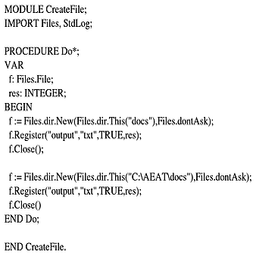 MODULE CreateFile;
IMPORT Files, StdLog;
PROCEDURE Do*;
VAR
f: Files.File;
res: INTEGER;
BEGIN
f := Files.dir.New(Files.dir.This("docs"),Files.dontAsk);
f.Register("output","txt",TRUE,res);
f.Close();
f := Files.dir.New(Files.dir.This("C:\AEAT\docs"),Files.dontAsk);
f.Register("output","txt",TRUE,res);
f.Close()
END Do;
END CreateFile.